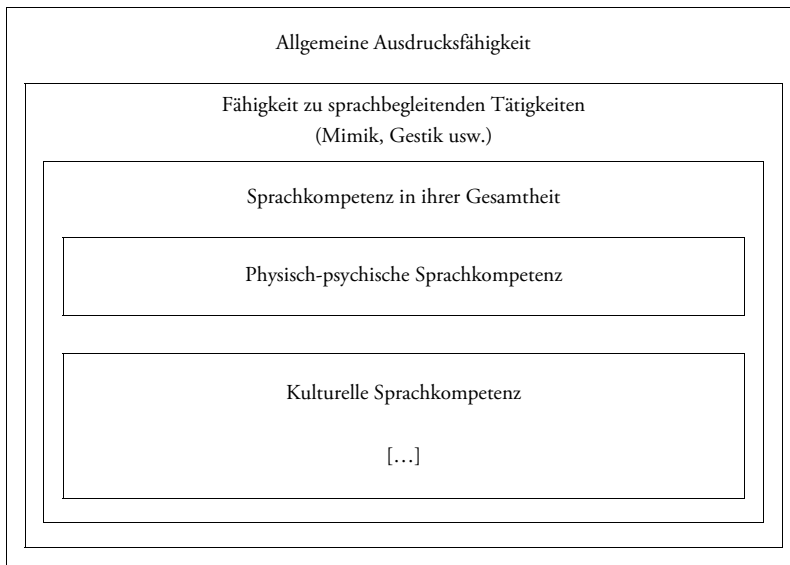 Allgemeine Ausdrucksfähigkeit
Fähigkeit zu sprachbegleitenden Tätigkeiten
(Mimik, Gestik usw.)
Sprachkompetenz in ihrer Gesamtheit
Physisch-psychische Sprachkompetenz
Kulturelle Sprachkompetenz
[…]